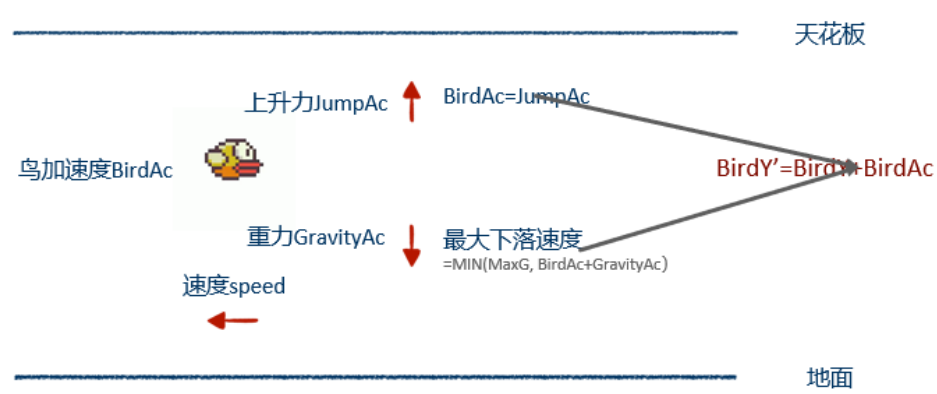 天花板
上升力JumpAc
BirdAc=JumpAc
鸟加速度BirdAc
BirdY’=BirdY+BirdAc
重力GravityAc
最大下落速度
=MIN(MaxG, BirdAc+GravityAc)
速度speed
地面